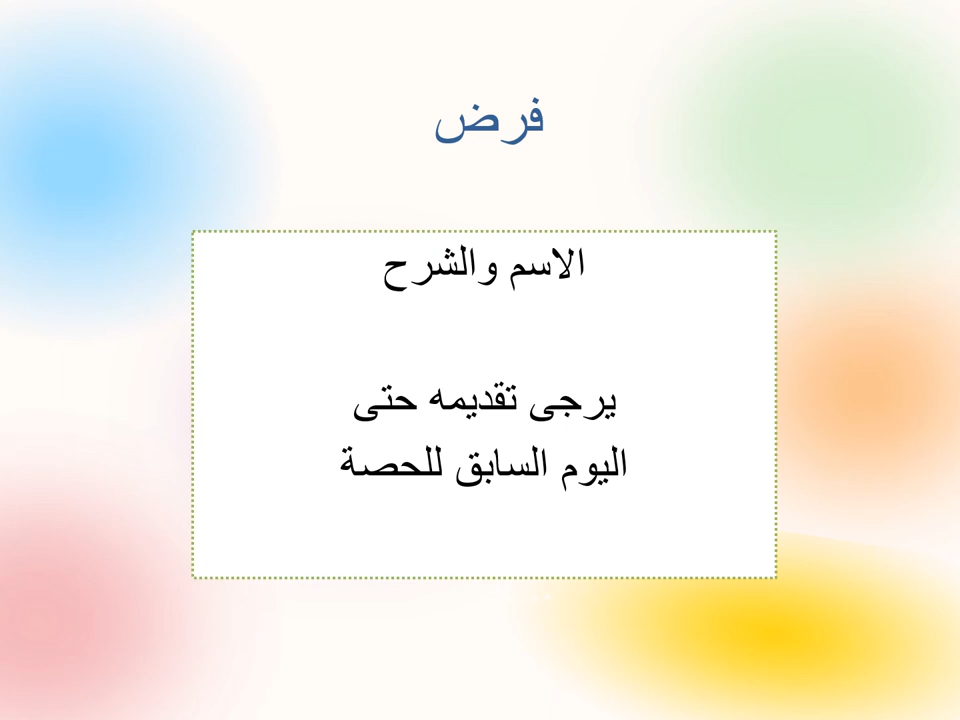 فرض
الاسم والشرح
يرجى تقديمه حتى
اليوم السابق للحصة